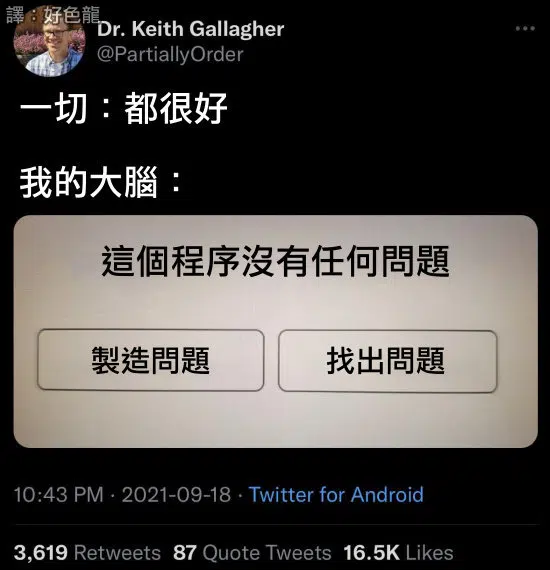 譯：好色龍
Dr. Keith Gallagher
@PartiallyOrder
一切：都很好
我的大腦：
這個程序沒有任何問題
製造問題
找出問題
10:43 PM · 2021-09-18 · Twitter for Android
3,619 Retweets 87 Quote Tweets 16.5K Likes